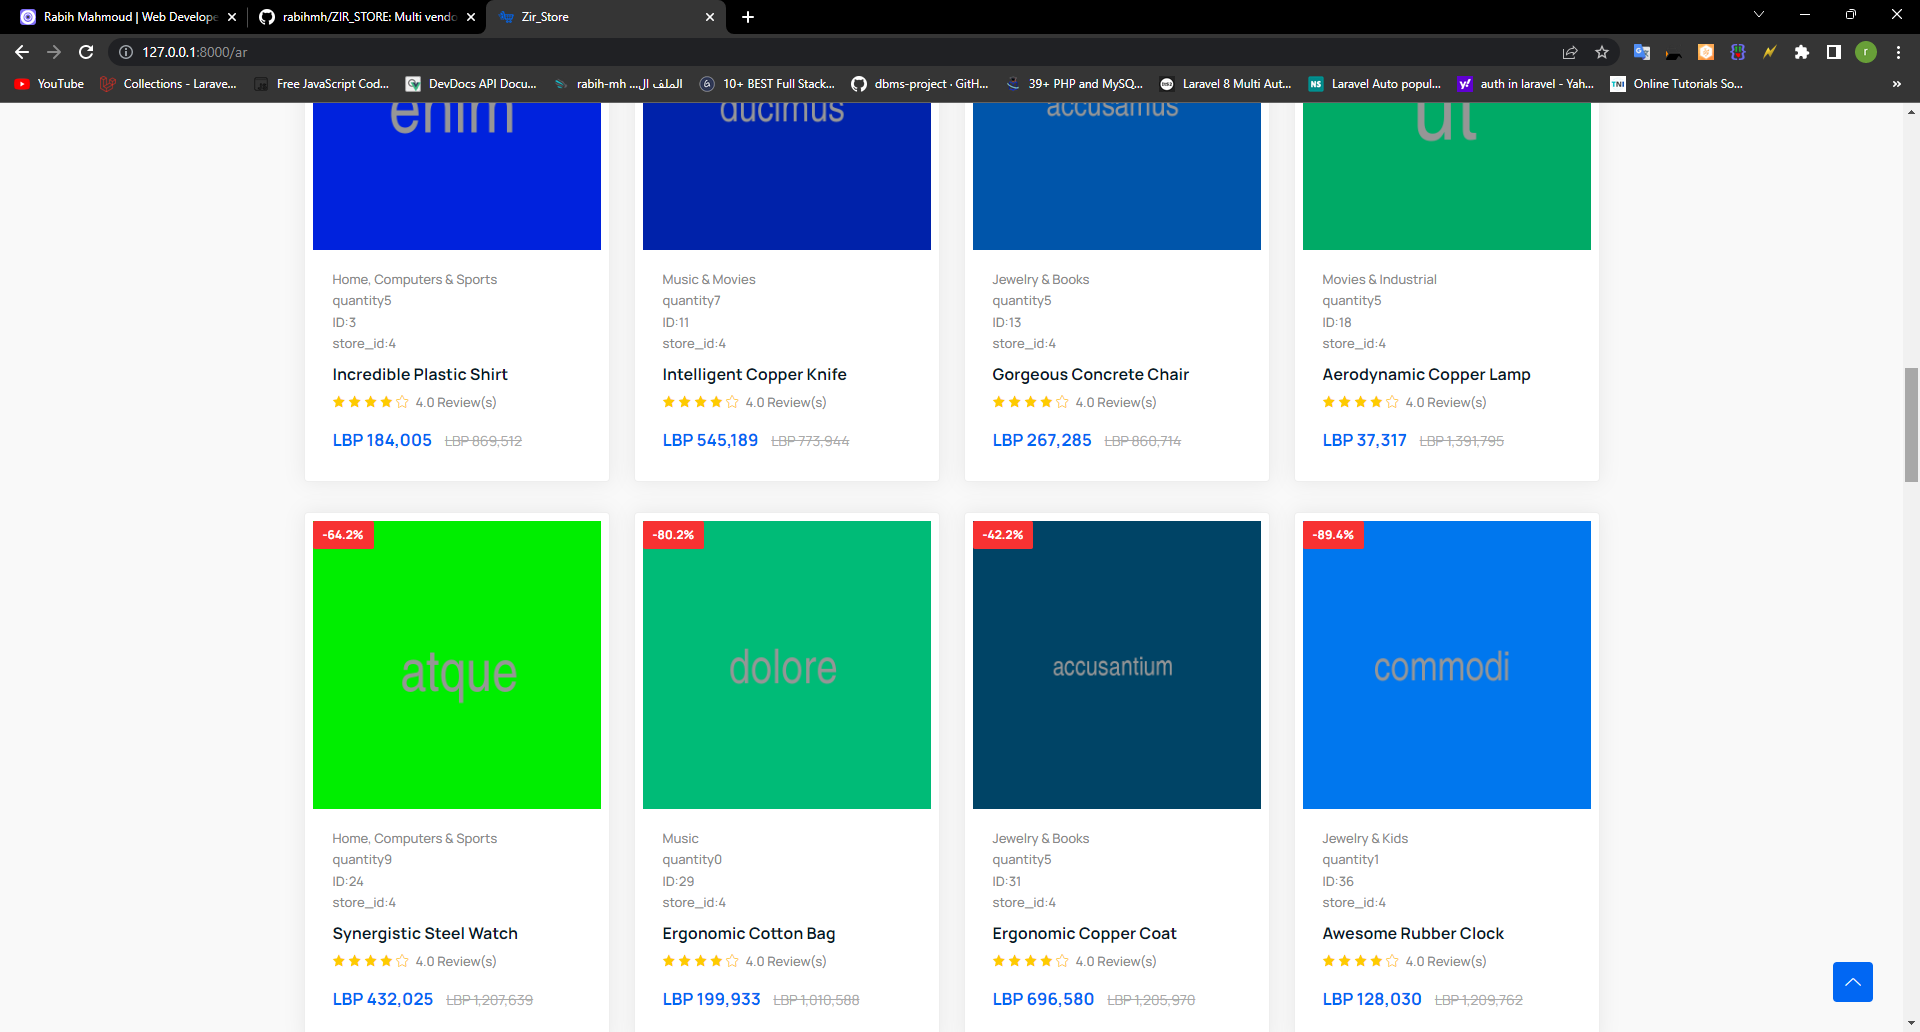 Rabih Mahmoud | Web Develope
rabihmh/ZIR_STORE: Multi vendo
Zir_Store
127.0.0.1:8000/ar
YouTube
Collections - Larave...
Free JavaScript Cod...
DevDocs API Docu...
rabih-mh ...الملف ال
10+ BEST Full Stack...
dbms-project · GitH...
39+ PHP and MySQ...
Laravel 8 Multi Aut...
Laravel Auto popul...
auth in laravel - Yah...
Online Tutorials So...
»
enim
ducimus
accusamus
ut
Home, Computers & Sports
quantity5
ID:3
store_id:4
Incredible Plastic Shirt
4.0 Review(s)
LBP 184,005 LBP 869,512
Music & Movies
quantity7
ID:11
store_id:4
Intelligent Copper Knife
4.0 Review(s)
LBP 545,189 LBP 773,944
Jewelry & Books
quantity5
ID:13
store_id:4
Gorgeous Concrete Chair
4.0 Review(s)
LBP 267,285 LBP 860,714
Movies & Industrial
quantity5
ID:18
store_id:4
Aerodynamic Copper Lamp
4.0 Review(s)
LBP 37,317 LBP 1,391,795
-64.2%
atque
Home, Computers & Sports
quantity9
ID:24
store_id:4
Synergistic Steel Watch
4.0 Review(s)
LBP 432,025 LBP 1,207,639
-80.2%
dolore
Music
quantity0
ID:29
store_id:4
Ergonomic Cotton Bag
4.0 Review(s)
LBP 199,933 LBP 1,010,588
-42.2%
accusantium
Jewelry & Books
quantity5
ID:31
store_id:4
Ergonomic Copper Coat
4.0 Review(s)
LBP 696,580 LBP 1,205,970
-89.4%
commodi
Jewelry & Kids
quantity1
ID:36
store_id:4
Awesome Rubber Clock
4.0 Review(s)
LBP 128,030 LBP 1,209,762